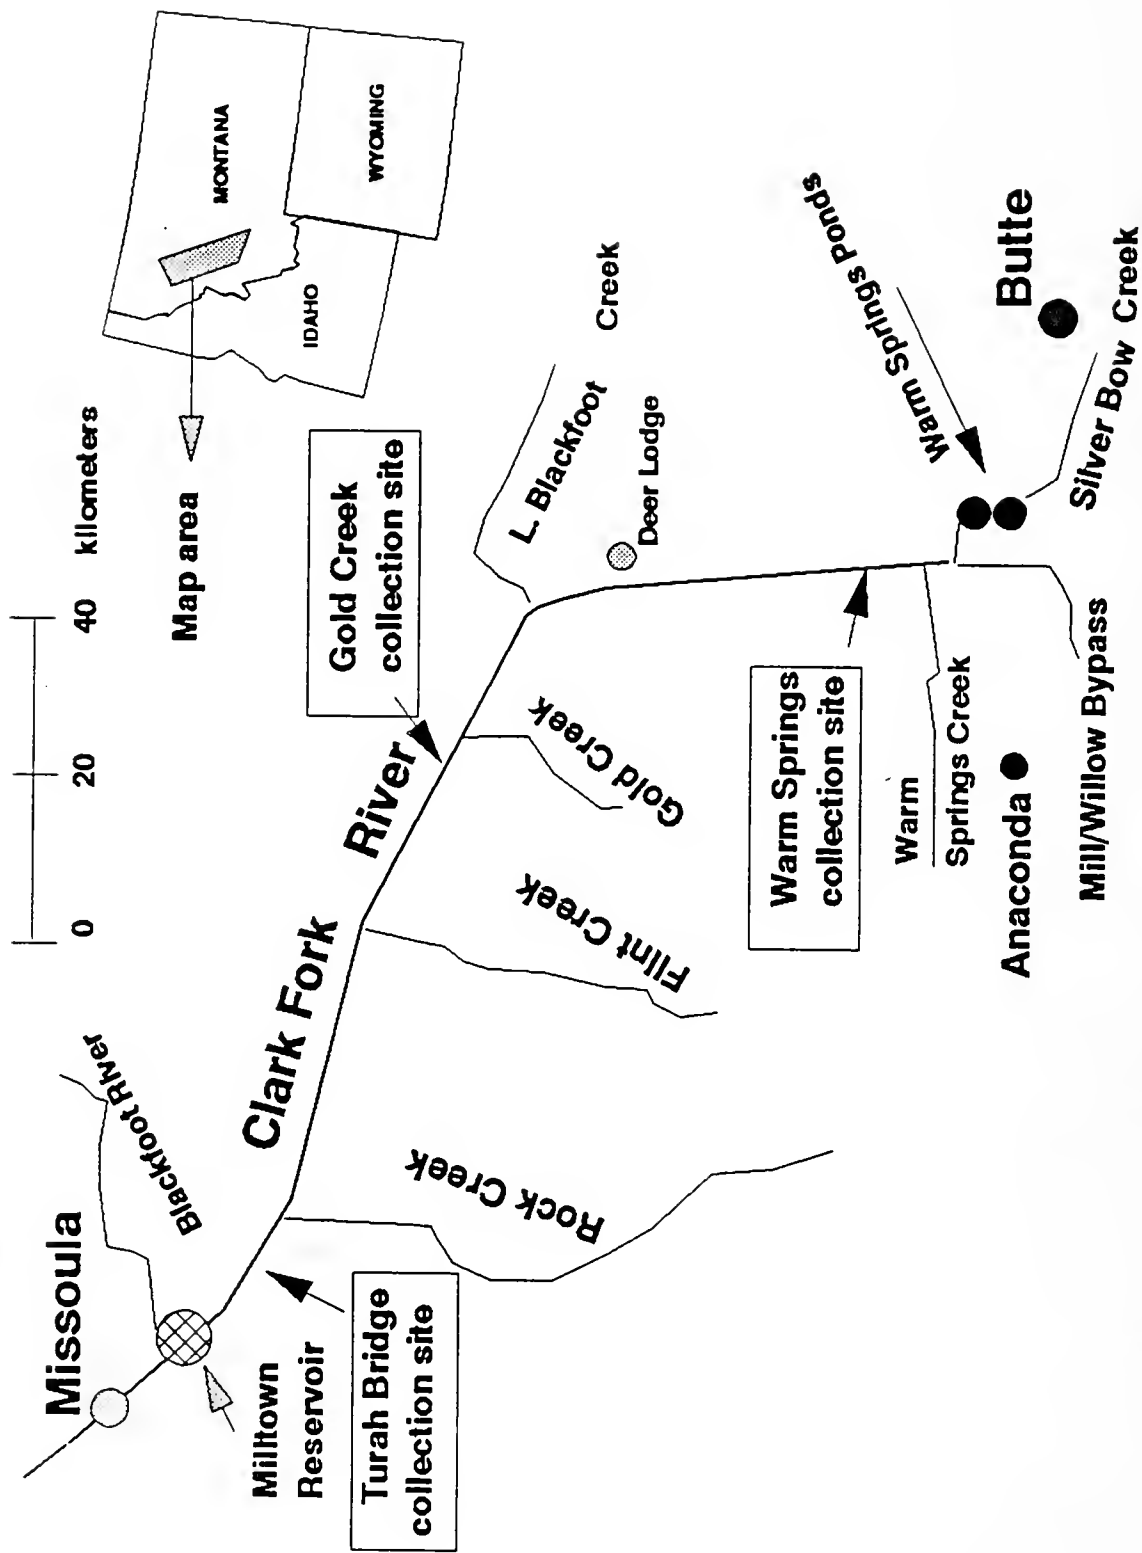 Missoula
Blackfoot River
Milltown
Reservoir
Turah Bridge
collection site
Clark Fork
River
Rock Creek
Flint Creek
Gold Creek
0
20
40
kilometers
Map area
MONTANA
IDAHO
WYOMING
Gold Creek
collection site
L. Blackfoot
Creek
Deer Lodge
Warm Springs
collection site
Warm
Springs Creek
Anaconda
Mill/Willow Bypass
Warm Springs Ponds
Butte
Silver Bow Creek